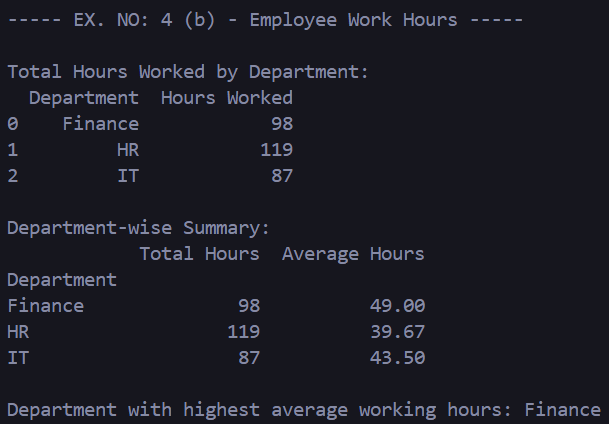 ----- EX. NO: 4 (b) - Employee Work Hours -----
Total Hours Worked by Department:
Department Hours Worked
0 Finance 98
1 HR 119
2 IT 87
Department-wise Summary:
Total Hours Average Hours
Department
Finance 98 49.00
HR 119 39.67
IT 87 43.50
Department with highest average working hours: Finance